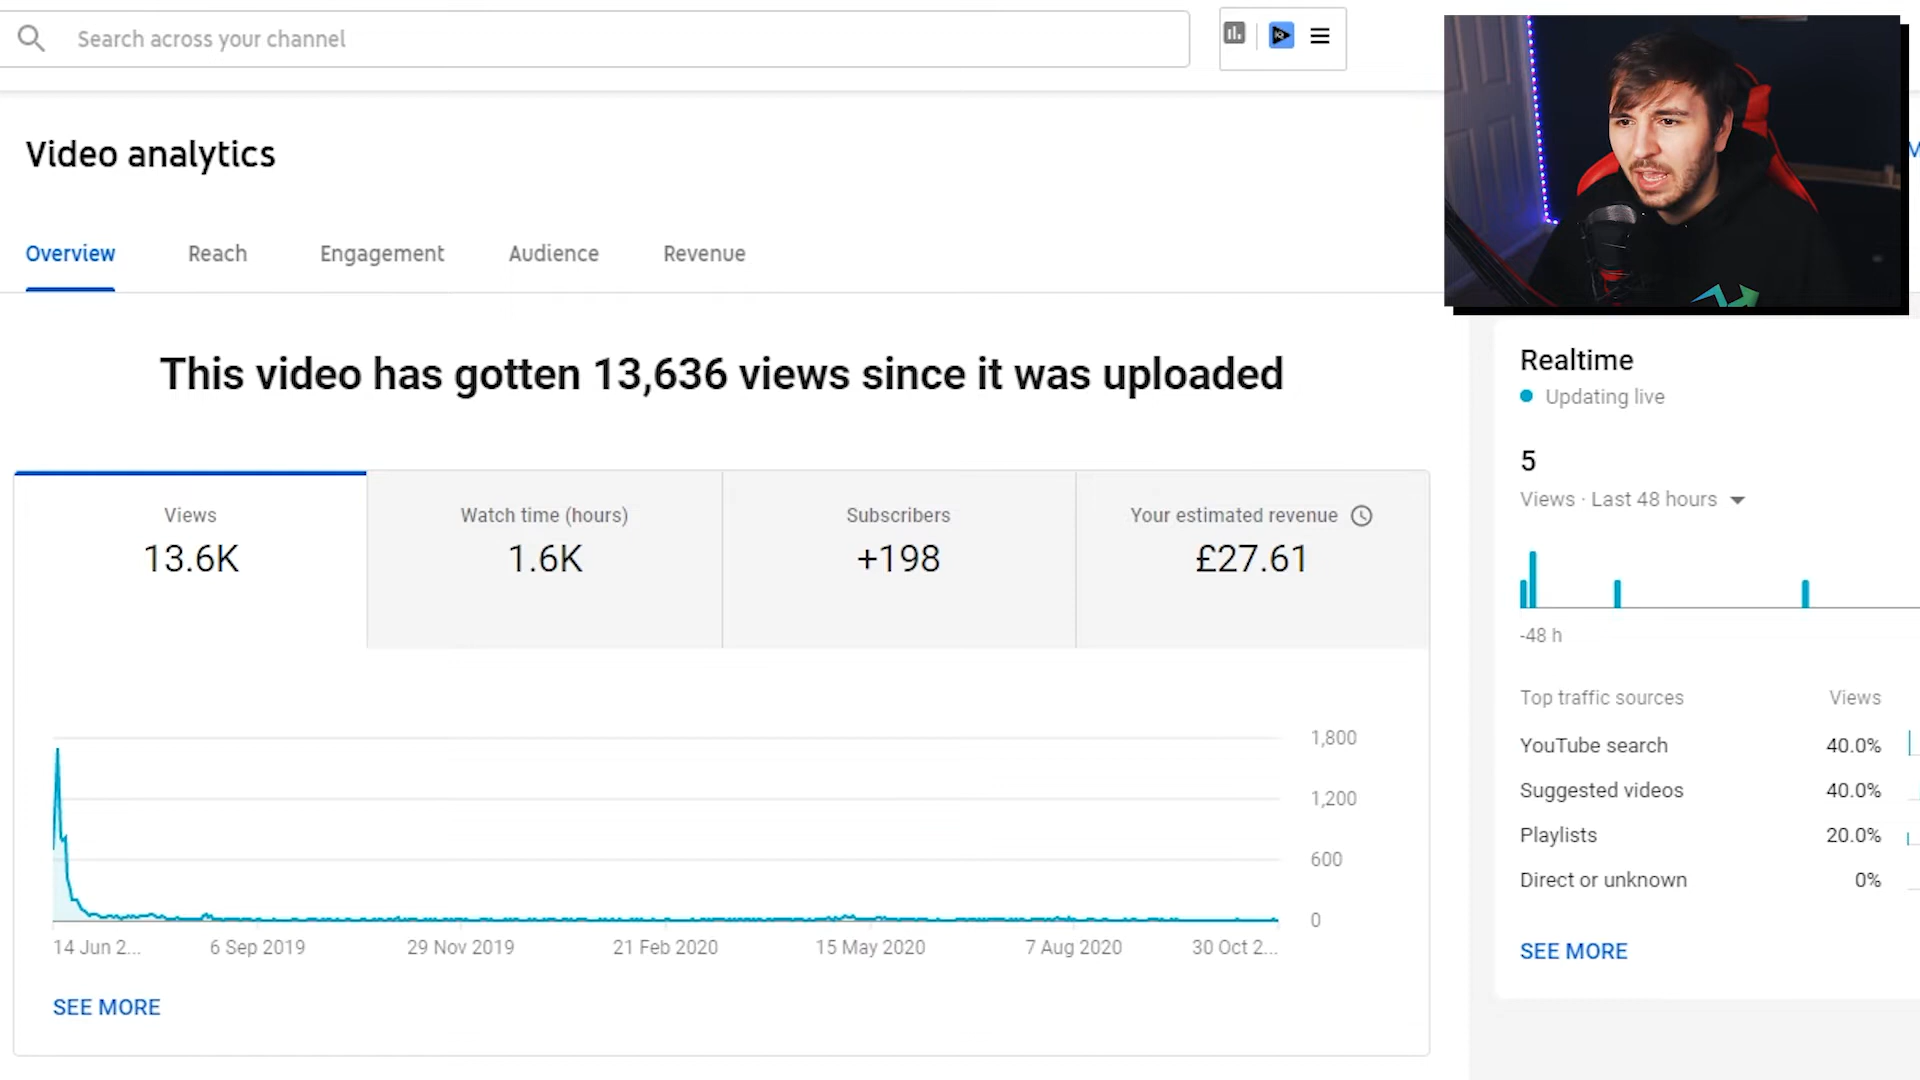 Search across your channel
Video analytics
Overview Reach Engagement Audience Revenue
This video has gotten 13,636 views since it was uploaded
Views
13.6K
Watch time (hours)
1.6K
Subscribers
+198
Your estimated revenue
£27.61
1,800
1,200
600
0
14 Jun 2... 6 Sep 2019 29 Nov 2019 21 Feb 2020 15 May 2020 7 Aug 2020 30 Oct 2...
SEE MORE
Realtime
Updating live
5
Views · Last 48 hours
-48 h
Top traffic sources Views
YouTube search 40.0%
Suggested videos 40.0%
Playlists 20.0%
Direct or unknown 0%
SEE MORE